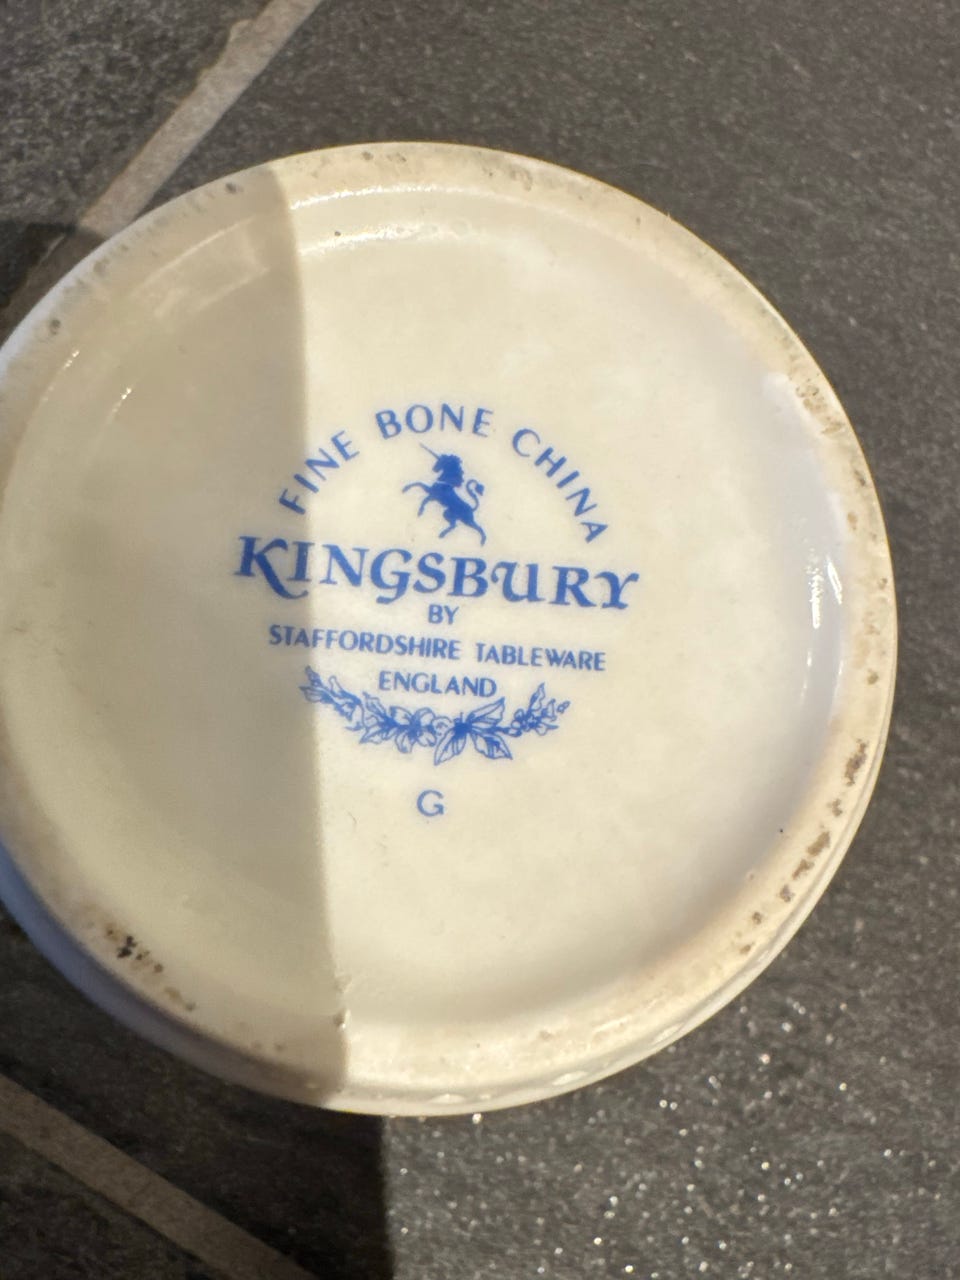 FINE BONE CHINA
KINGSBURY
BY
STAFFORDSHIRE TABLEWARE
ENGLAND
G